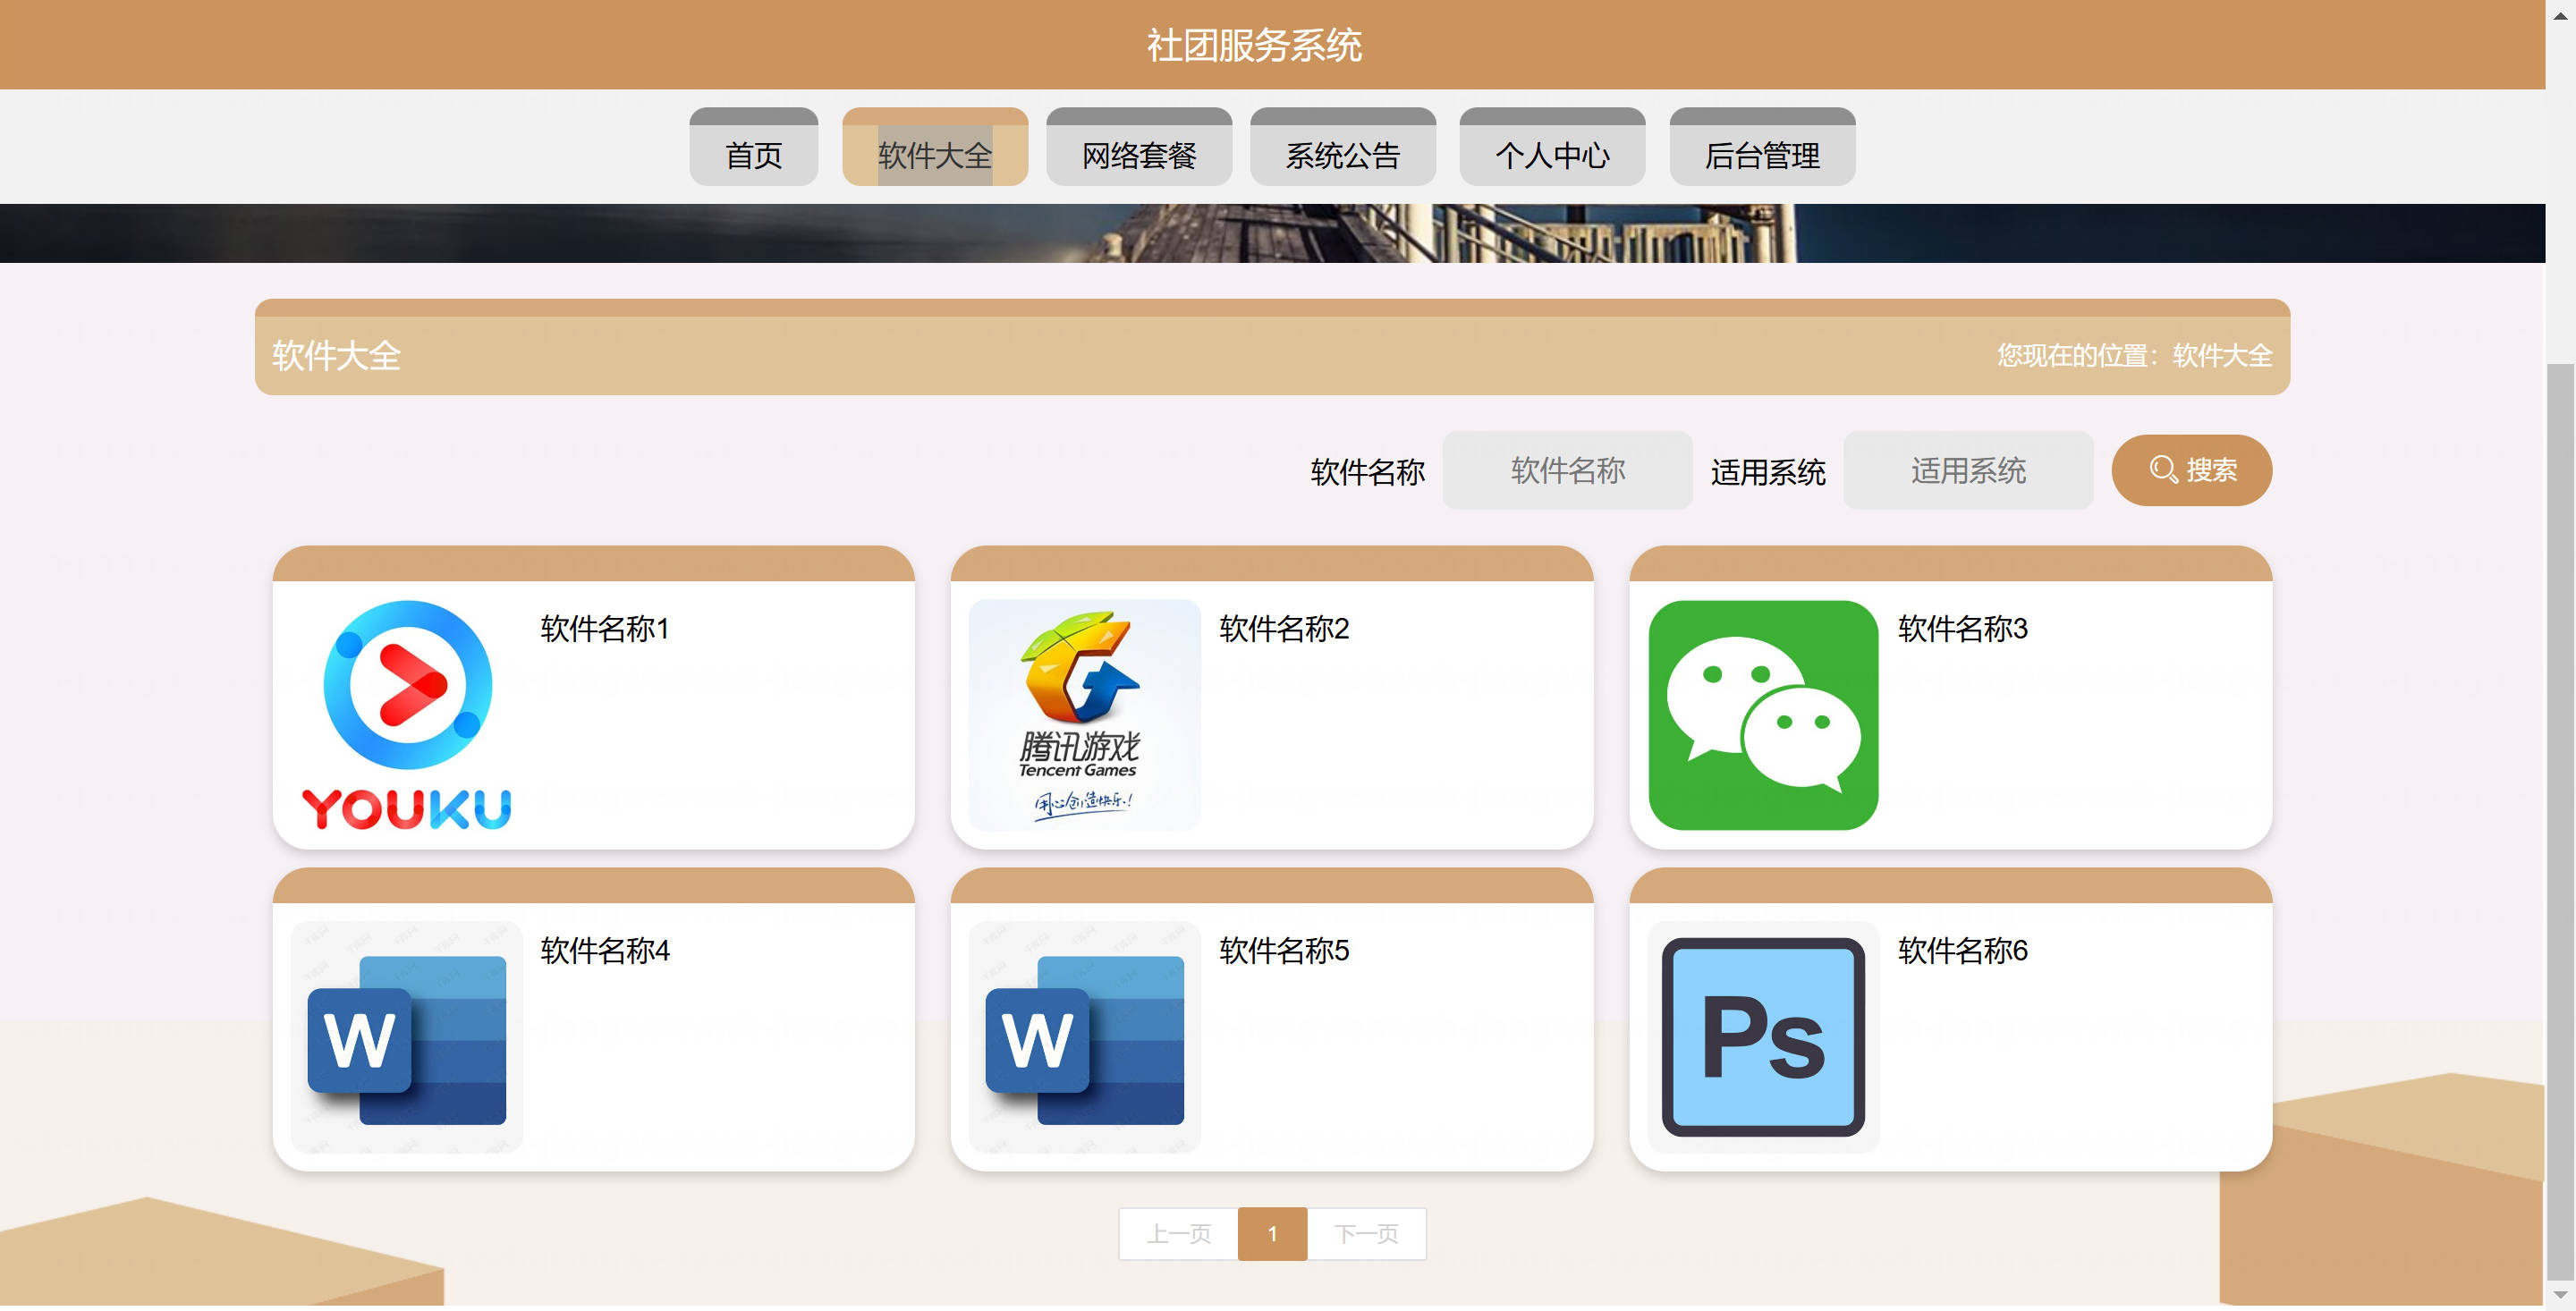 社团服务系统
首页 软件大全 网络套餐 系统公告 个人中心 后台管理
软件大全 您现在的位置：软件大全
软件名称 软件名称 适用系统 适用系统 搜索
软件名称1
YOUKU
软件名称2
腾讯游戏
Tencent Games
用心创造快乐!
软件名称3
软件名称4
W
软件名称5
W
软件名称6
Ps
上一页 1 下一页